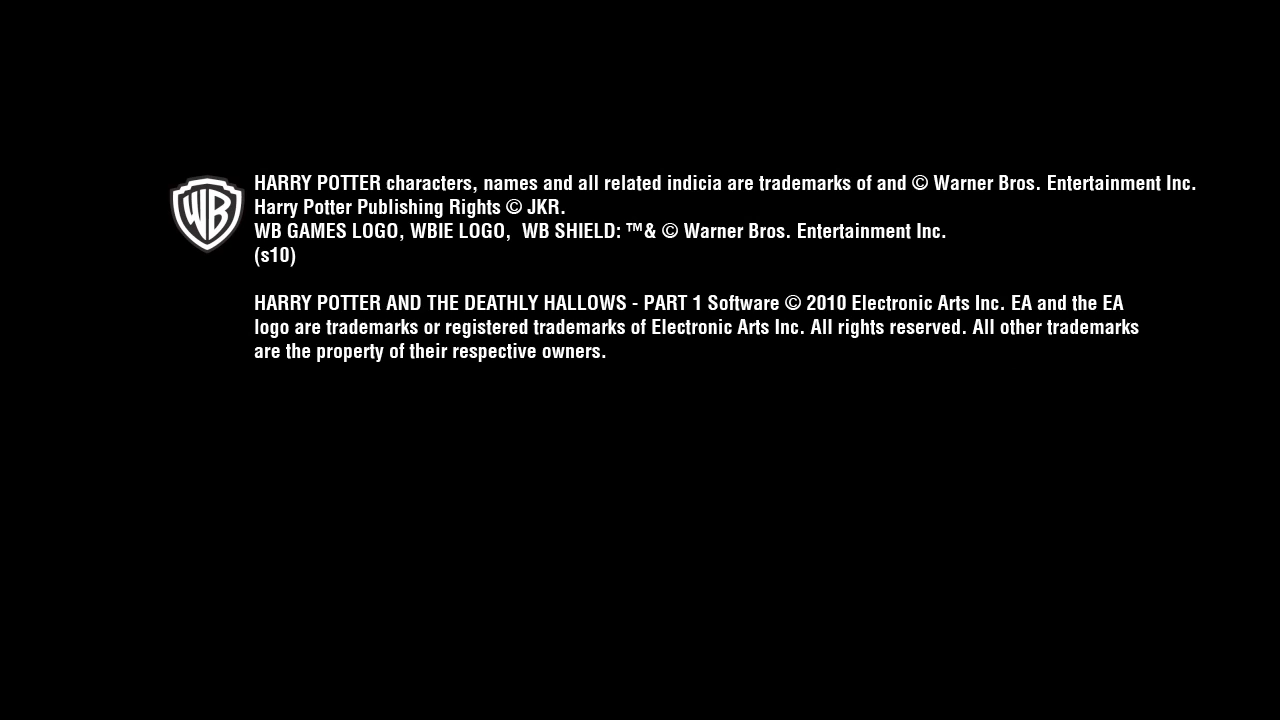 WB
HARRY POTTER characters, names and all related indicia are trademarks of and © Warner Bros. Entertainment Inc.
Harry Potter Publishing Rights © JKR.
WB GAMES LOGO, WBIE LOGO,  WB SHIELD: ™& © Warner Bros. Entertainment Inc.
(s10)
HARRY POTTER AND THE DEATHLY HALLOWS - PART 1 Software © 2010 Electronic Arts Inc. EA and the EA
logo are trademarks or registered trademarks of Electronic Arts Inc. All rights reserved. All other trademarks
are the property of their respective owners.